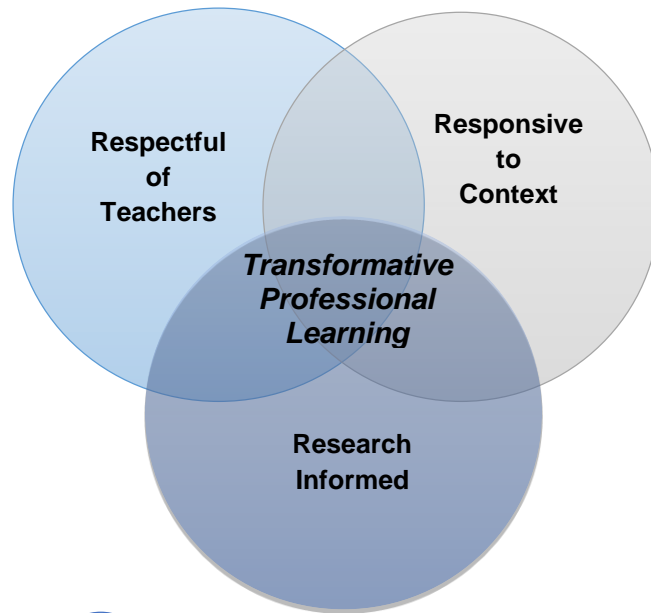 Respectful
of
Teachers
Responsive
to
Context
Transformative
Professional
Learning
Research
Informed